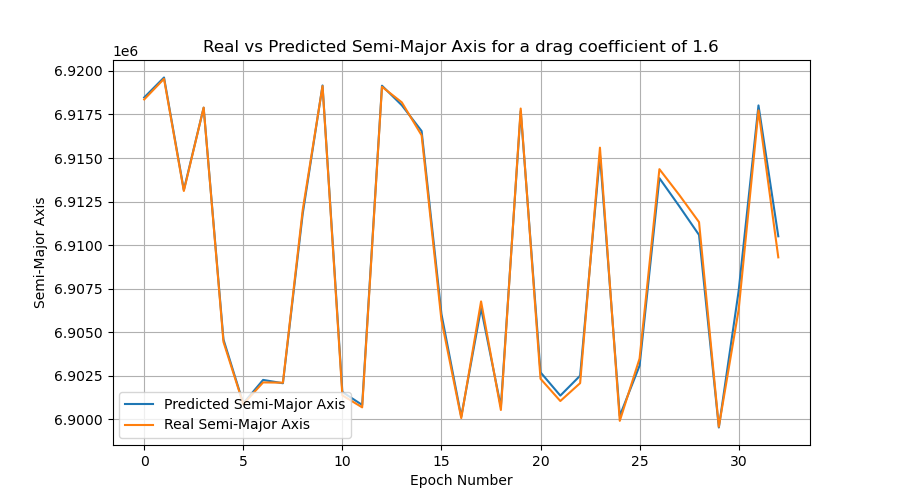 Real vs Predicted Semi-Major Axis for a drag coefficient of 1.6
1e6
6.9200
6.9175
6.9150
6.9125
6.9100
6.9075
6.9050
6.9025
6.9000
Semi-Major Axis
Predicted Semi-Major Axis
Real Semi-Major Axis
0 5 10 15 20 25 30
Epoch Number